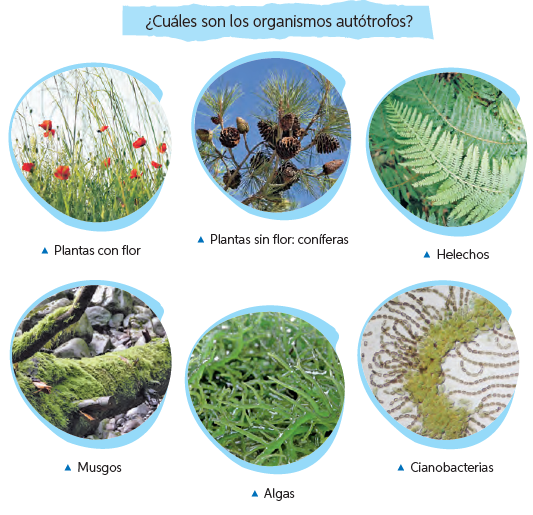 ¿Cuáles son los organismos autótrofos?
▲ Plantas con flor
▲ Plantas sin flor: coníferas
▲ Helechos
▲ Musgos
▲ Algas
▲ Cianobacterias